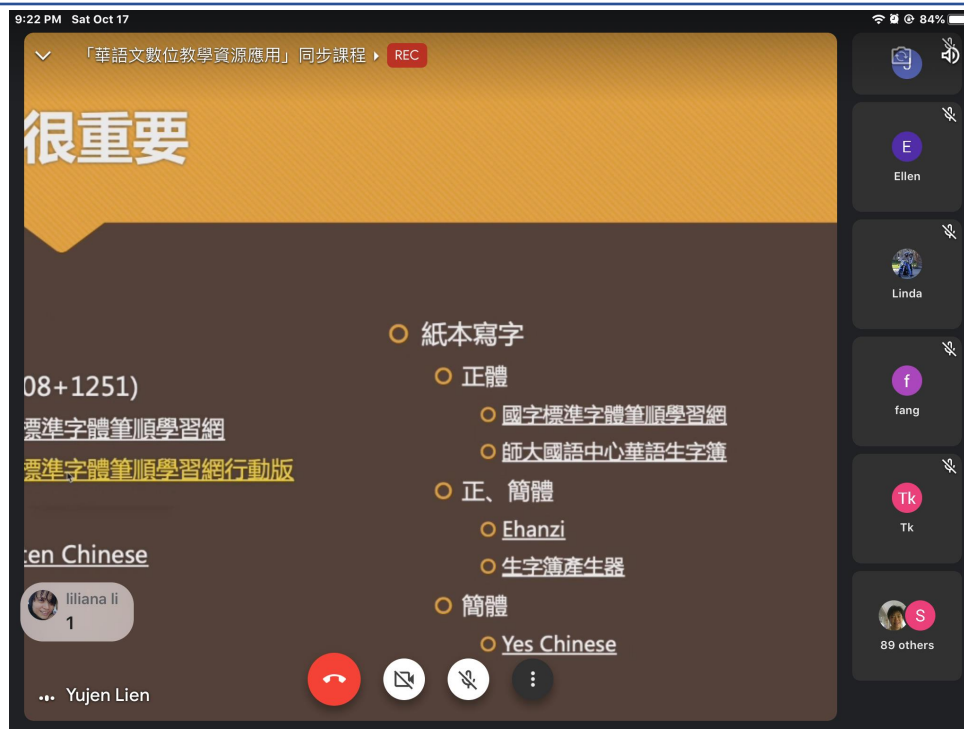 9:22 PM Sat Oct 17
84%
「華語文數位教學資源應用」同步課程
REC
很重要
08+1251)
標準字體筆順學習網
標準字體筆順學習網行動版
en Chinese
紙本寫字
正體
國字標準字體筆順學習網
師大國語中心華語生字簿
正、簡體
Ehanzi
生字簿產生器
簡體
Yes Chinese
liliana li
1
Yujen Lien
E
Ellen
Linda
f
fang
Tk
Tk
S
89 others